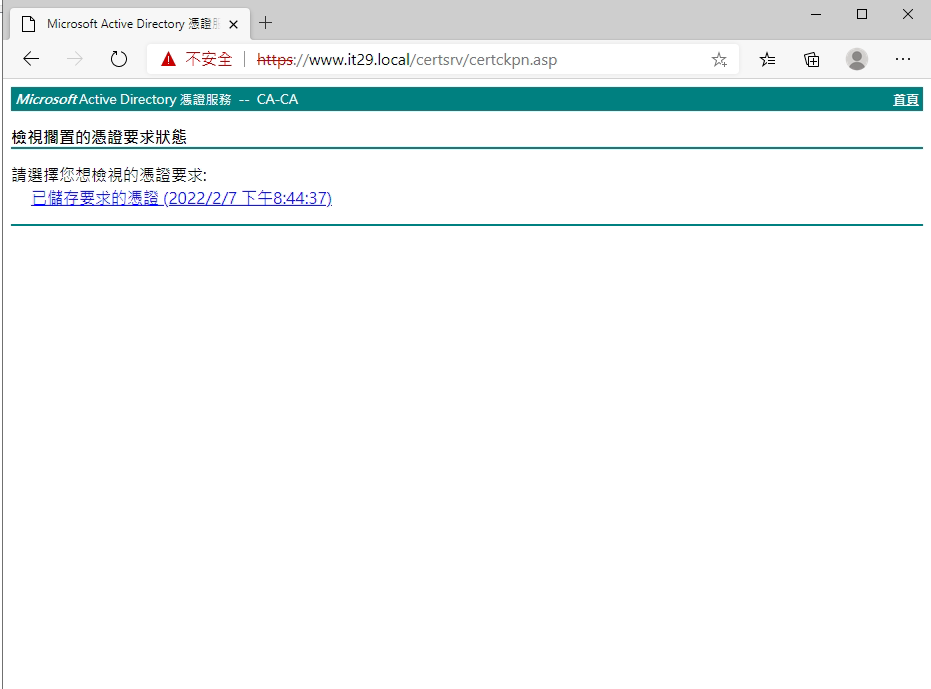 Microsoft Active Directory 憑證服
不安全 https://www.it29.local/certsrv/certckpn.asp
Microsoft Active Directory 憑證服務 -- CA-CA 首頁
檢視擱置的憑證要求狀態
請選擇您想檢視的憑證要求:
已儲存要求的憑證 (2022/2/7 下午8:44:37)